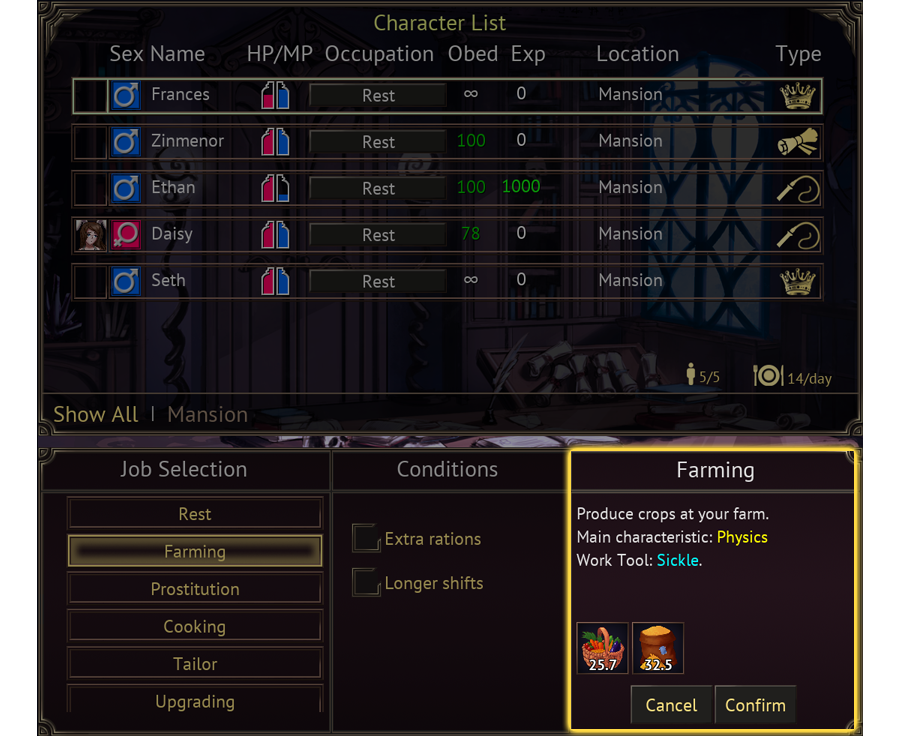 Character List
Sex Name HP/MP Occupation Obed Exp Location Type
Frances Rest ∞ 0 Mansion
Zinmenor Rest 100 0 Mansion
Ethan Rest 100 1000 Mansion
Daisy Rest 78 0 Mansion
Seth Rest ∞ 0 Mansion
5/5 14/day
Show All | Mansion
Job Selection
Rest
Farming
Prostitution
Cooking
Tailor
Upgrading
Conditions
Extra rations
Longer shifts
Farming
Produce crops at your farm.
Main characteristic: Physics
Work Tool: Sickle.
25.7 32.5
Cancel Confirm